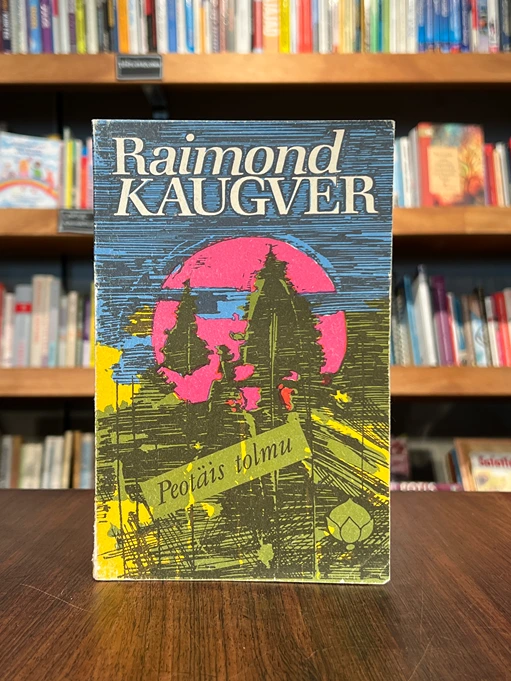 Raimond
KAUGVER
Peotäis tolmu